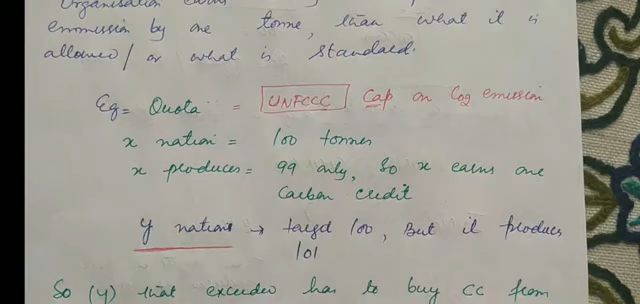 Organisation
emmission by one tonne, than what it is
allowed/ or what is standard.
Eg = Quota = UNFCCC Cap on Co2 emission
x nation = 100 tonnes
x produces = 99 only, So x earns one
Carbon credit
y nation → target 100, But it produces
101
So (y) that exceeded has to buy CC from